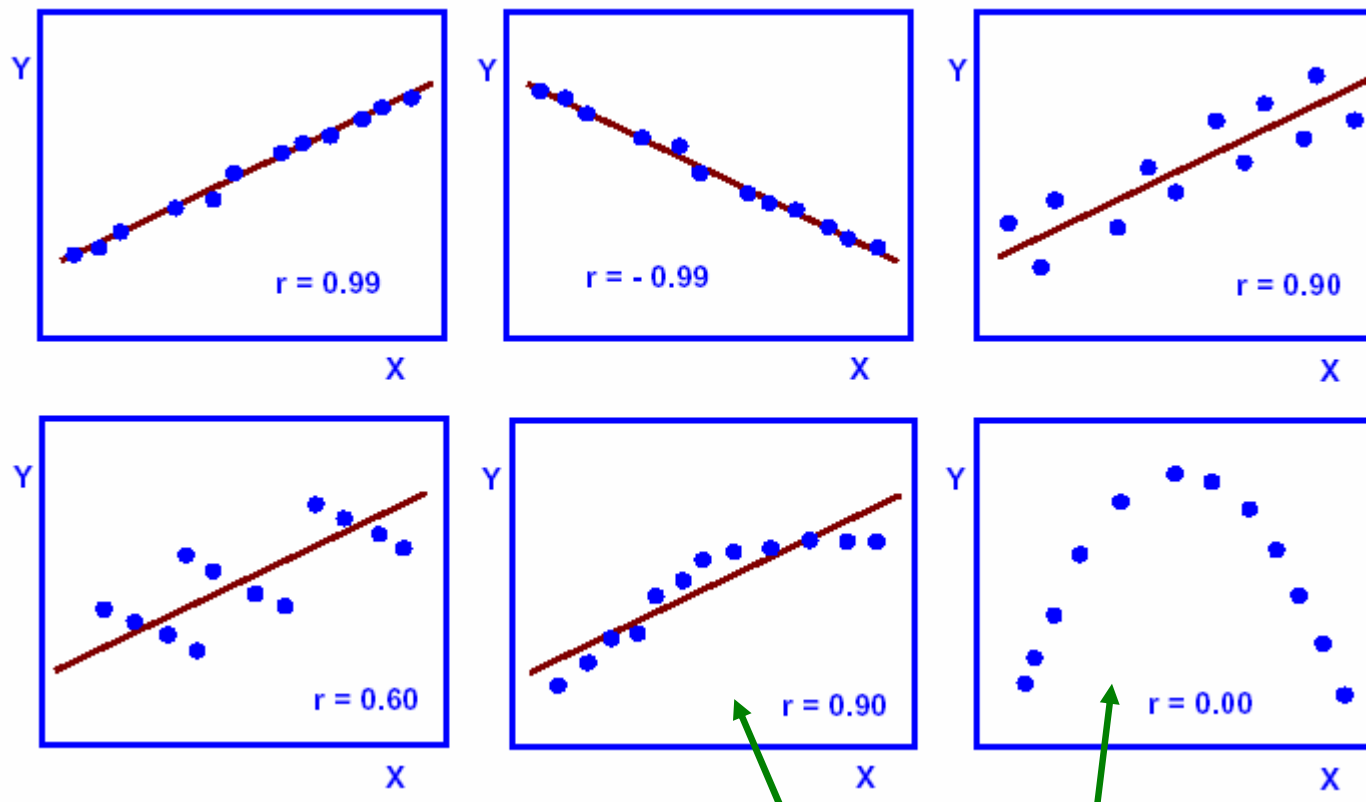 Y
r = 0.99
X
Y
r = - 0.99
X
Y
r = 0.90
X
Y
r = 0.60
X
Y
r = 0.90
X
Y
r = 0.00
X